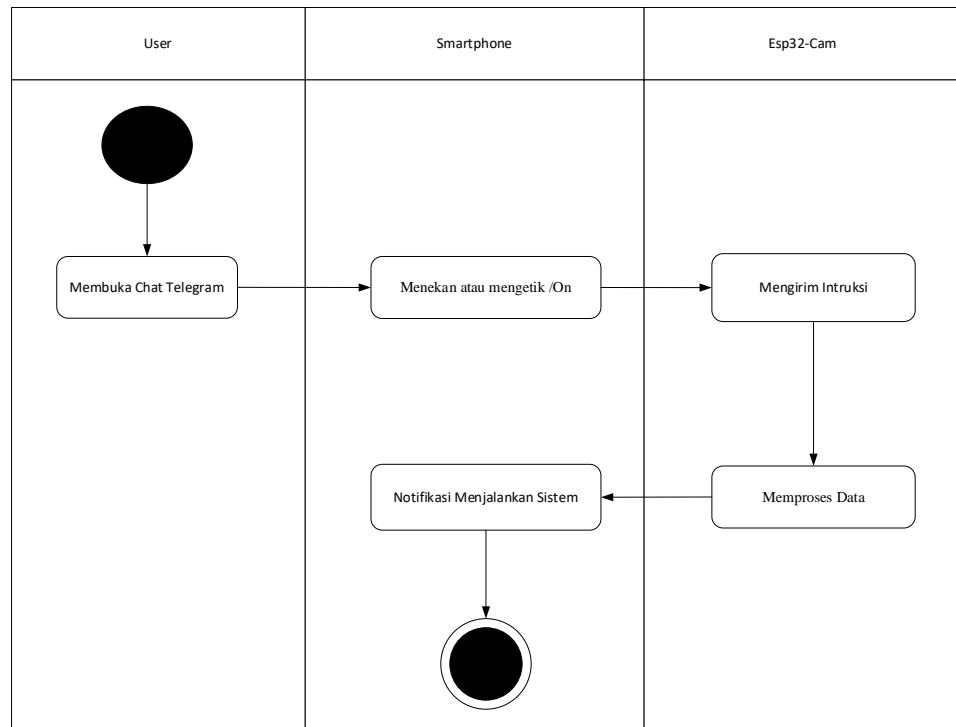 User
Smartphone
Esp32-Cam
Membuka Chat Telegram
Menekan atau mengetik /On
Mengirim Intruksi
Notifikasi Menjalankan Sistem
Memproses Data